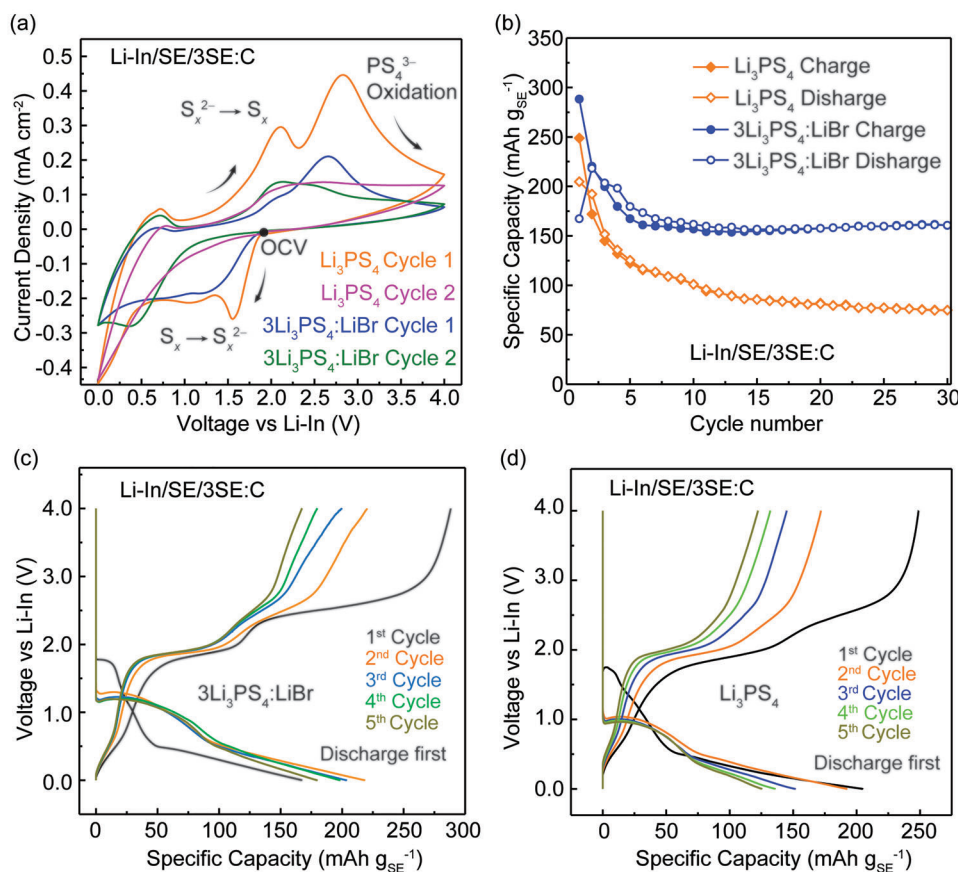 (a)
Li-In/SE/3SE:C
Current Density (mA cm⁻²)
0.5
0.4
0.3
0.2
0.1
0.0
-0.1
-0.2
-0.3
-0.4
Sₓ²⁻ → Sₓ
PS₄³⁻
Oxidation
OCV
Sₓ → Sₓ²⁻
Li₃PS₄ Cycle 1
Li₃PS₄ Cycle 2
3Li₃PS₄:LiBr Cycle 1
3Li₃PS₄:LiBr Cycle 2
0.0 0.5 1.0 1.5 2.0 2.5 3.0 3.5 4.0
Voltage vs Li-In (V)
(b)
Specific Capacity (mAh g_SE⁻¹)
350
300
250
200
150
100
50
0
Li₃PS₄ Charge
Li₃PS₄ Disharge
3Li₃PS₄:LiBr Charge
3Li₃PS₄:LiBr Disharge
Li-In/SE/3SE:C
0 5 10 15 20 25 30
Cycle number
(c)
Li-In/SE/3SE:C
Voltage vs Li-In (V)
4.0
3.0
2.0
1.0
0.0
1st Cycle
2nd Cycle
3rd Cycle
4th Cycle
5th Cycle
3Li₃PS₄:LiBr
Discharge first
0 50 100 150 200 250 300
Specific Capacity (mAh g_SE⁻¹)
(d)
Li-In/SE/3SE:C
Voltage vs Li-In (V)
4.0
3.0
2.0
1.0
0.0
1st Cycle
2nd Cycle
3rd Cycle
4th Cycle
5th Cycle
Li₃PS₄
Discharge first
0 50 100 150 200 250
Specific Capacity (mAh g_SE⁻¹)